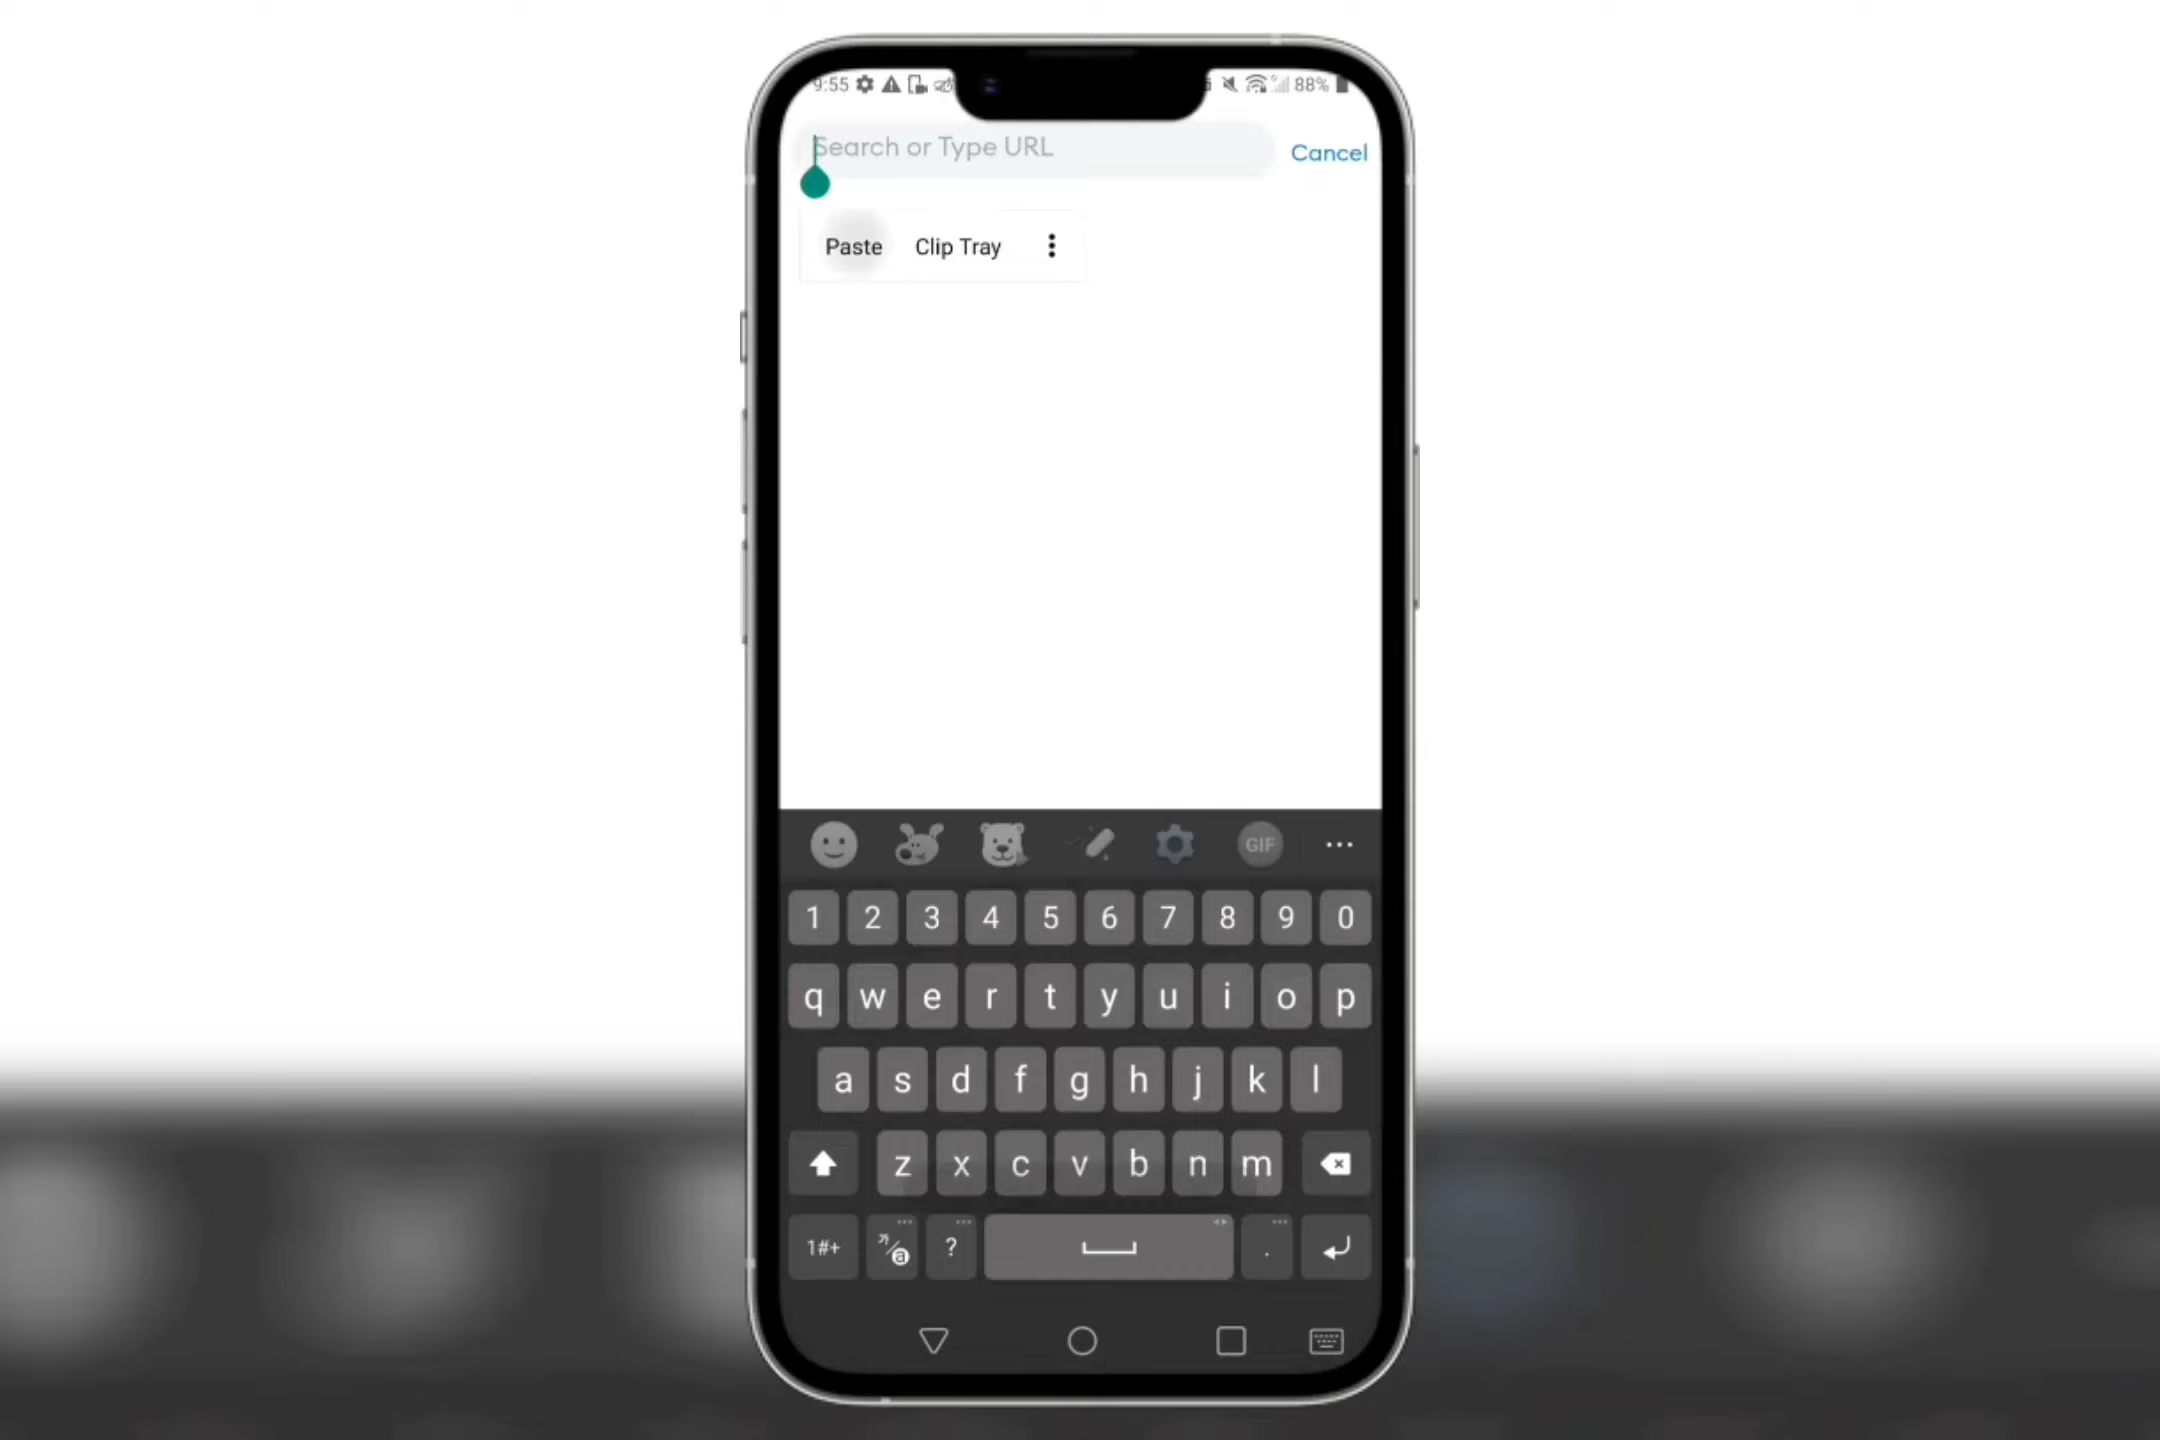 9:55 88%
Search or Type URL
Cancel
Paste Clip Tray
GIF
1 2 3 4 5 6 7 8 9 0
q w e r t y u i o p
a s d f g h j k l
z x c v b n m
1#+ 가/a ? .